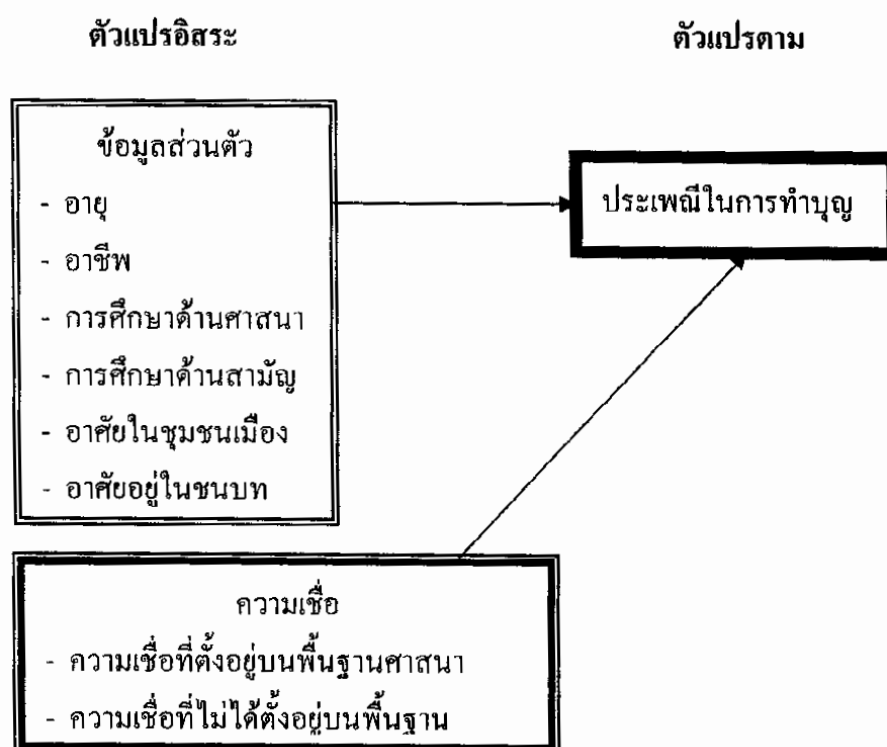 ตัวแปรอิสระ
ตัวแปรตาม
ข้อมูลส่วนตัว
- อายุ
- อาชีพ
- การศึกษาด้านศาสนา
- การศึกษาด้านสามัญ
- อาศัยในชุมชนเมือง
- อาศัยอยู่ในชนบท
ประเพณีในการทำบุญ
ความเชื่อ
- ความเชื่อที่ตั้งอยู่บนพื้นฐานศาสนา
- ความเชื่อที่ไม่ได้ตั้งอยู่บนพื้นฐาน